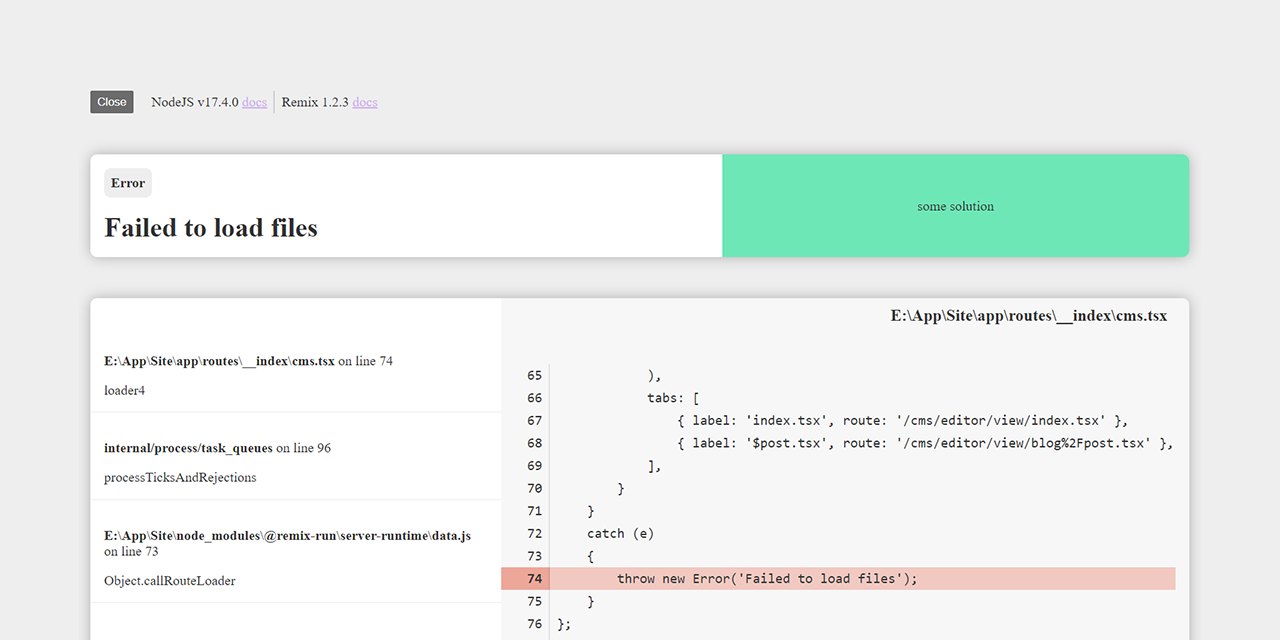 Close NodeJS v17.4.0 docs Remix 1.2.3 docs
Error
Failed to load files
some solution
E:\App\Site\app\routes\__index\cms.tsx on line 74
loader4
internal/process/task_queues on line 96
processTicksAndRejections
E:\App\Site\node_modules\@remix-run\server-runtime\data.js
on line 73
Object.callRouteLoader
E:\App\Site\app\routes\__index\cms.tsx
65 ),
66 tabs: [
67 { label: 'index.tsx', route: '/cms/editor/view/index.tsx' },
68 { label: '$post.tsx', route: '/cms/editor/view/blog%2Fpost.tsx' },
69 ],
70 }
71 }
72 catch (e)
73 {
74 throw new Error('Failed to load files');
75 }
76 };